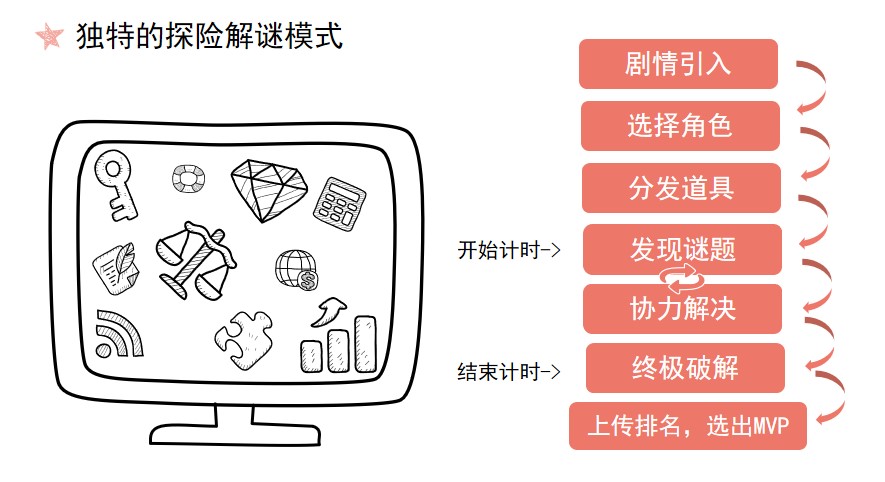 独特的探险解谜模式
剧情引入
选择角色
分发道具
开始计时->
发现谜题
协力解决
结束计时->
终极破解
上传排名，选出MVP
$